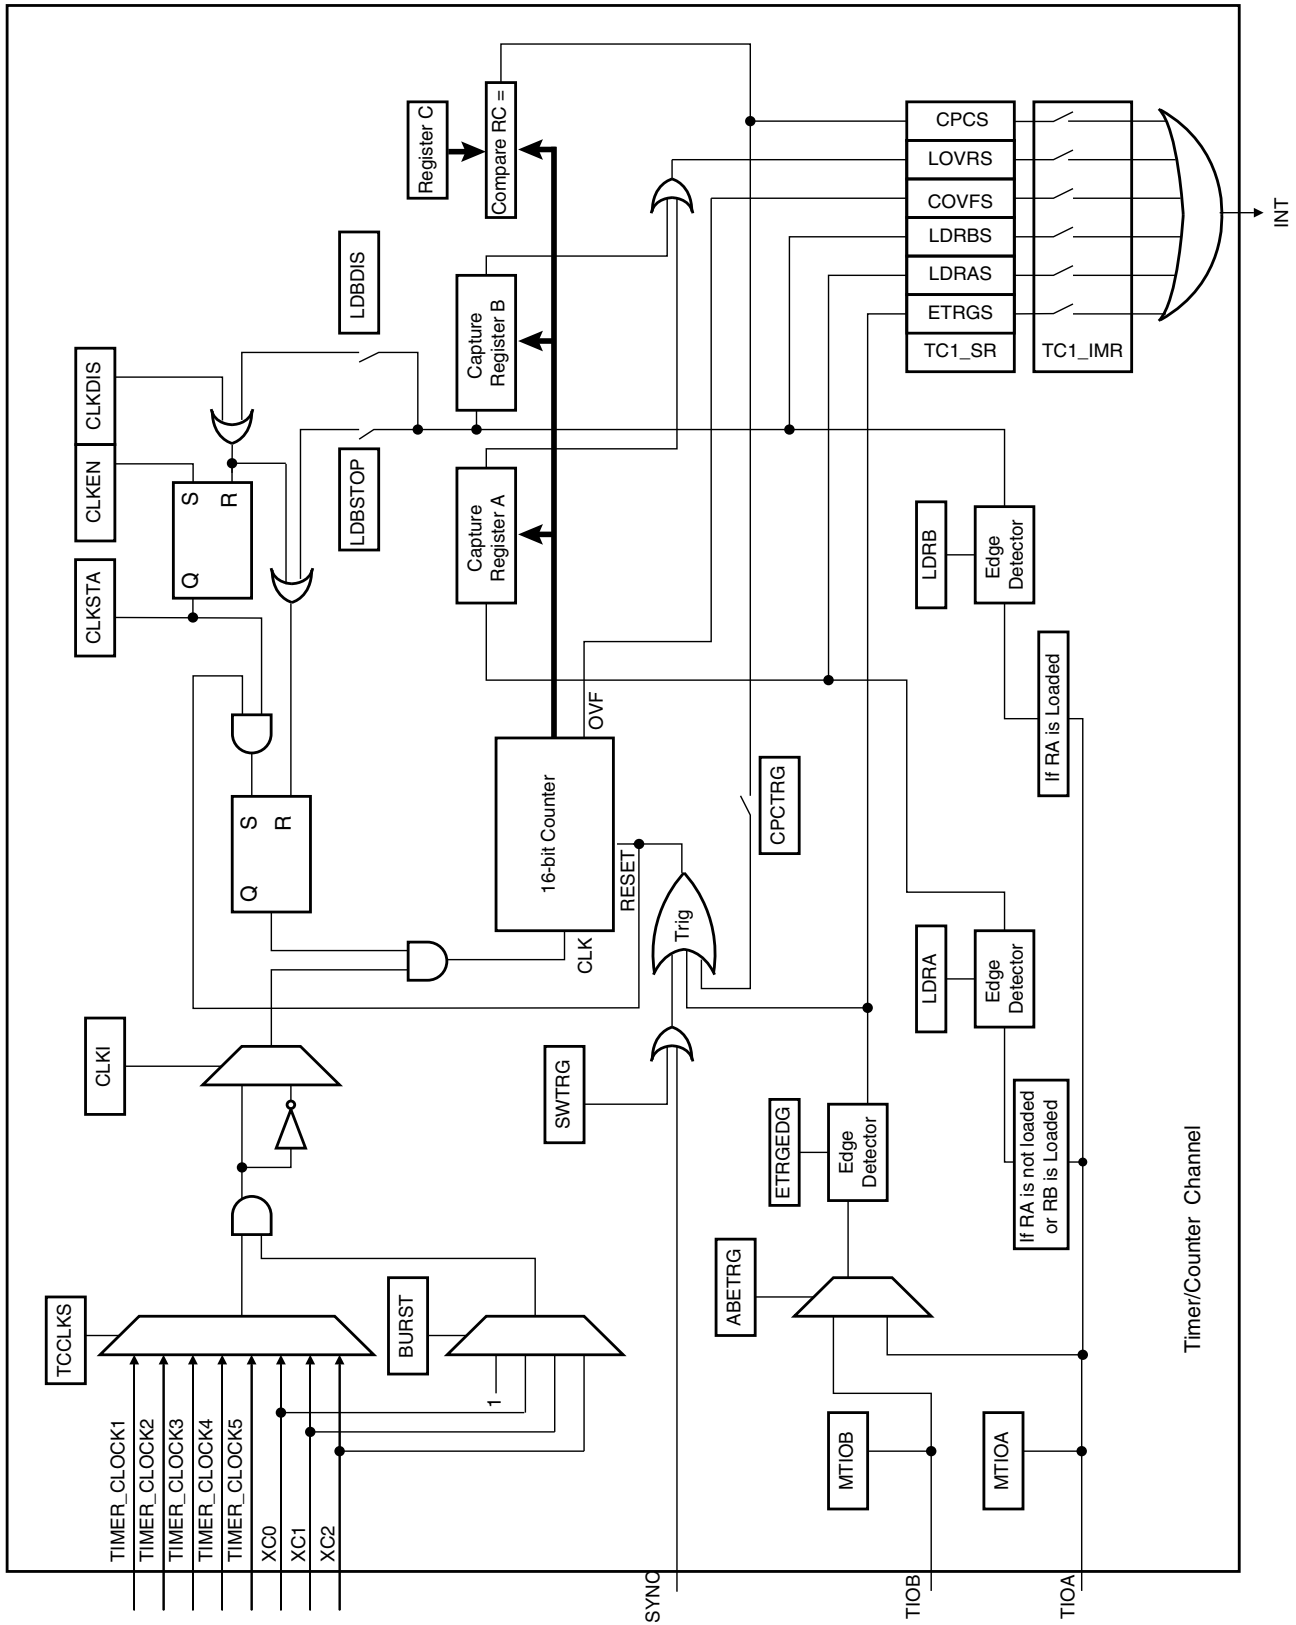 TCCLKS
TIMER_CLOCK1
TIMER_CLOCK2
TIMER_CLOCK3
TIMER_CLOCK4
TIMER_CLOCK5
XC0
XC1
XC2
CLKI
BURST
1
CLKSTA
CLKEN
CLKDIS
Q
S
R
Q
S
R
LDBSTOP
LDBDIS
Register C
Capture
Register A
Capture
Register B
Compare RC =
16-bit Counter
CLK
OVF
RESET
SWTRG
SYNC
Trig
CPCTRG
ABETRG
ETRGEDG
Edge
Detector
MTIOB
TIOB
MTIOA
TIOA
LDRA
Edge
Detector
If RA is not loaded
or RB is Loaded
LDRB
Edge
Detector
If RA is Loaded
CPCS
LOVRS
COVFS
LDRBS
LDRAS
ETRGS
TC1_SR
TC1_IMR
INT
Timer/Counter Channel